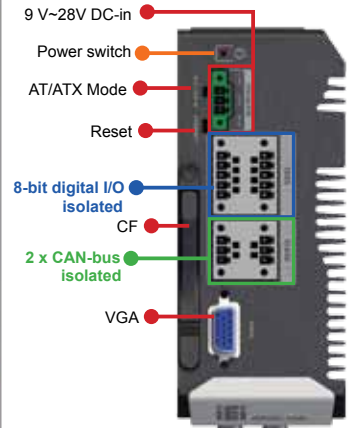 9 V~28V DC-in
Power switch
AT/ATX Mode
Reset
8-bit digital I/O
isolated
CF
2 x CAN-bus
isolated
VGA